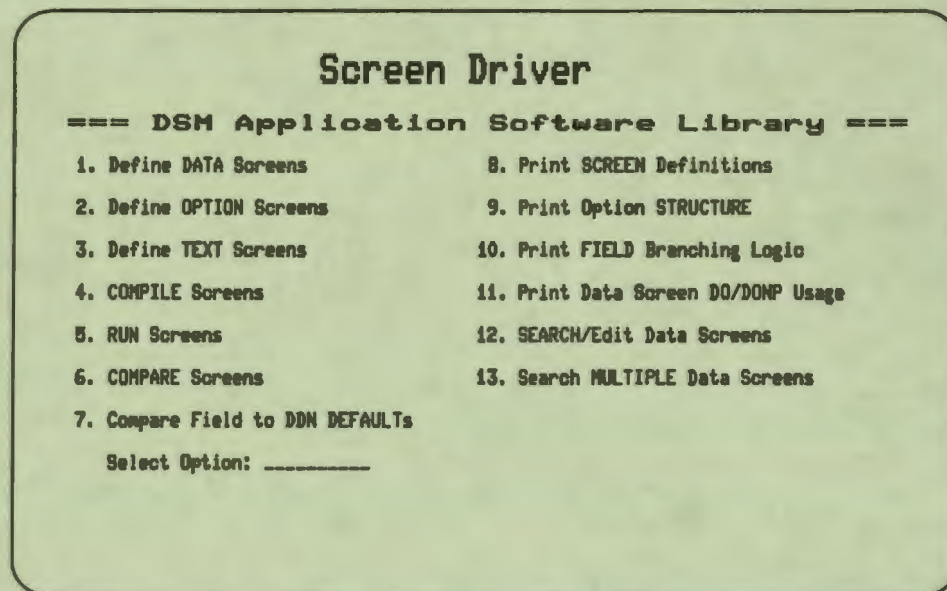 Screen Driver
=== DSM Application Software Library ===
1. Define DATA Screens
2. Define OPTION Screens
3. Define TEXT Screens
4. COMPILE Screens
5. RUN Screens
6. COMPARE Screens
7. Compare Field to DDN DEFAULTs
8. Print SCREEN Definitions
9. Print Option STRUCTURE
10. Print FIELD Branching Logic
11. Print Data Screen DO/DONP Usage
12. SEARCH/Edit Data Screens
13. Search MULTIPLE Data Screens
Select Option: __________